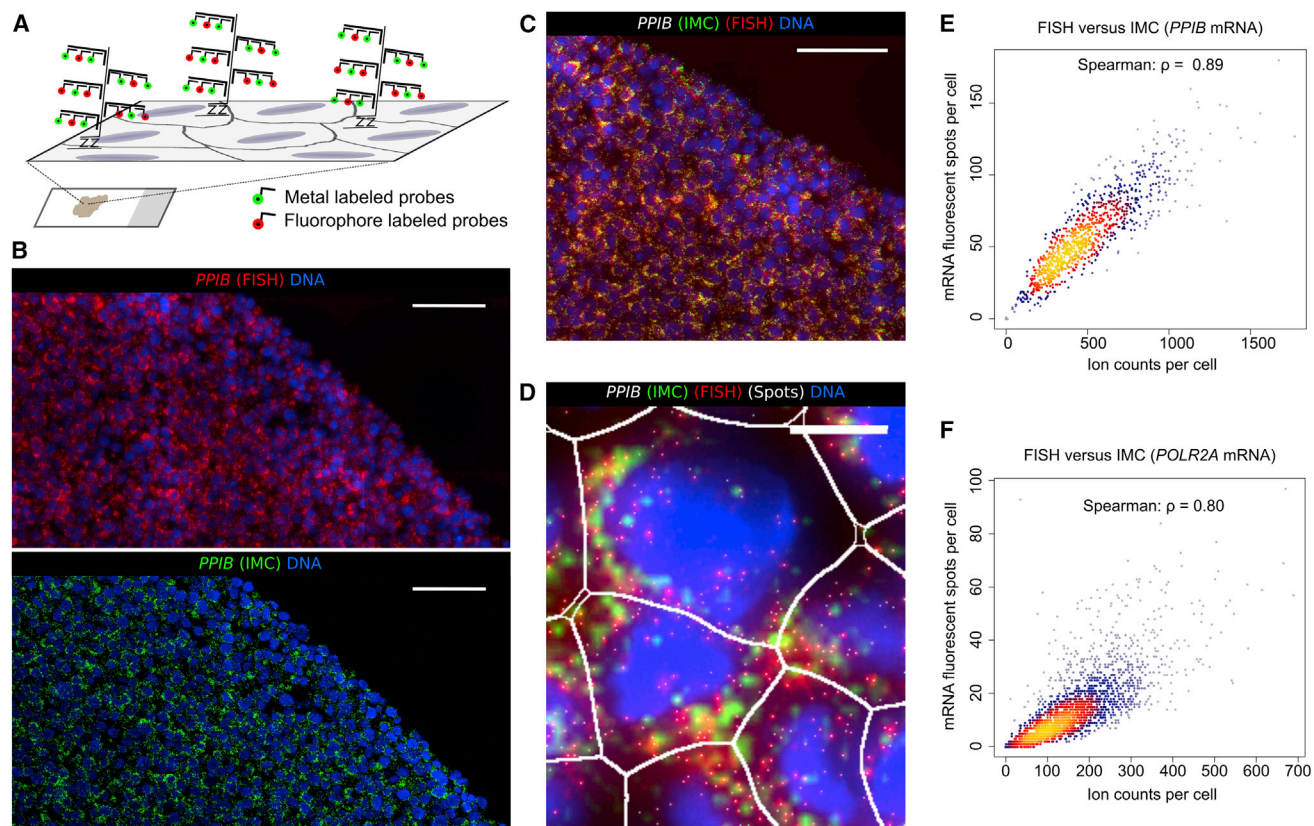 A
ZZ
ZZ
ZZ
Metal labeled probes
Fluorophore labeled probes
B
PPIB (FISH) DNA
PPIB (IMC) DNA
C
PPIB (IMC) (FISH) DNA
D
PPIB (IMC) (FISH) (Spots) DNA
E
FISH versus IMC (PPIB mRNA)
Spearman: ρ = 0.89
mRNA fluorescent spots per cell
150
100
50
0
0
500
1000
1500
Ion counts per cell
F
FISH versus IMC (POLR2A mRNA)
Spearman: ρ = 0.80
mRNA fluorescent spots per cell
100
80
60
40
20
0
0 100 200 300 400 500 600 700
Ion counts per cell